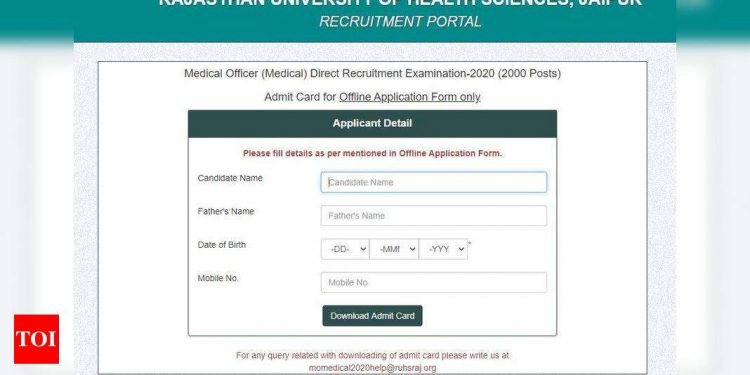 RAJASTHAN UNIVERSITY OF HEALTH SCIENCES, JAIPUR
RECRUITMENT PORTAL
Medical Officer (Medical) Direct Recruitment Examination-2020 (2000 Posts)
Admit Card for Offline Application Form only
Applicant Detail
Please fill details as per mentioned in Offline Application Form.
Candidate Name
Candidate Name
Father's Name
Father's Name
Date of Birth
-DD- -MM -YYY *
Mobile No.
Mobile No
Download Admit Card
For any query related with downloading of admit card please write us at
momedical2020help@ruhsraj.org
TOI